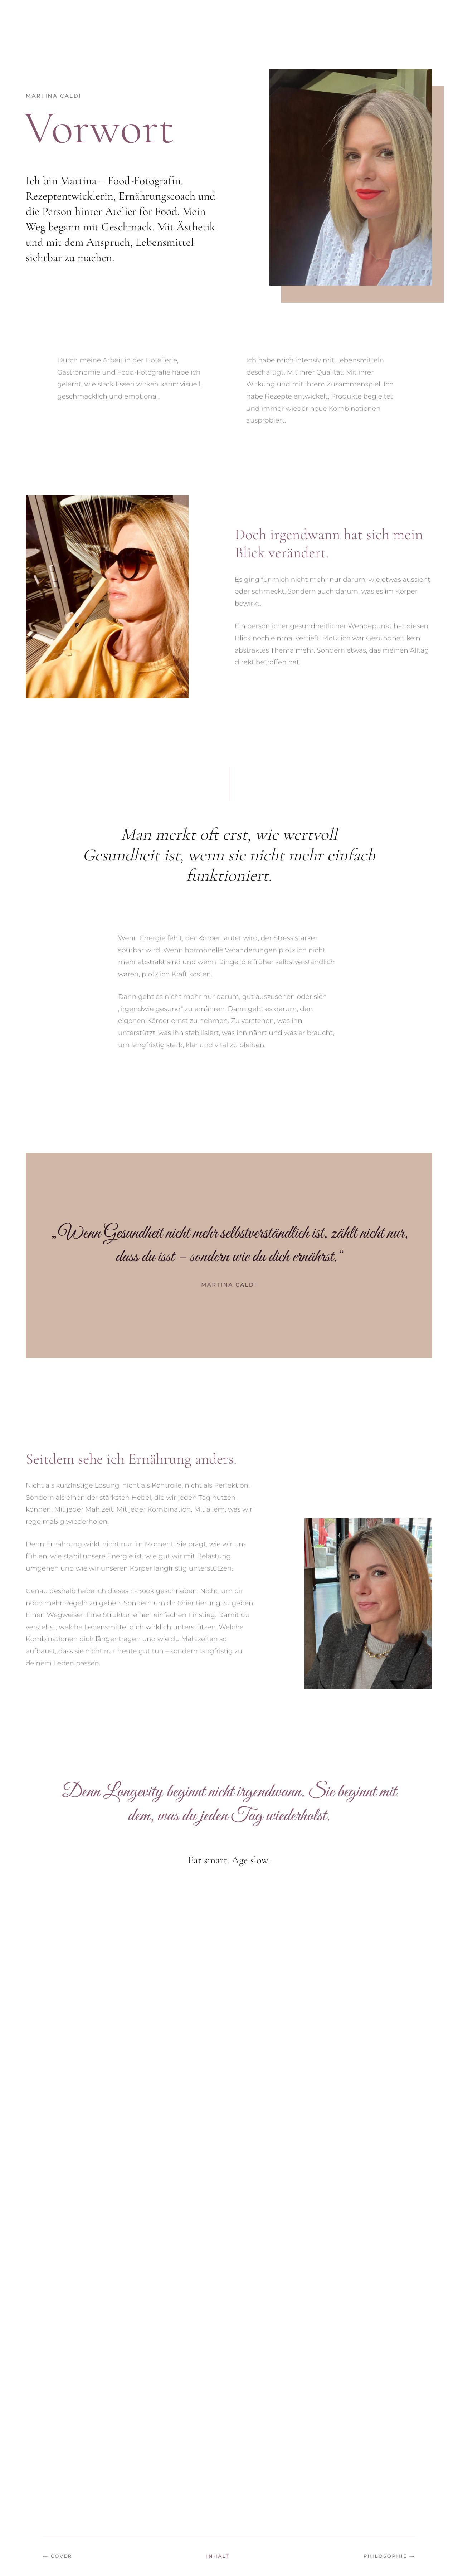 MARTINA CALDI
Vorwort
Ich bin Martina – Food-Fotografin,
Rezeptentwicklerin, Ernährungscoach und
die Person hinter Atelier for Food. Mein
Weg begann mit Geschmack. Mit Ästhetik
und mit dem Anspruch, Lebensmittel
sichtbar zu machen.
Durch meine Arbeit in der Hotellerie,
Gastronomie und Food-Fotografie habe ich
gelernt, wie stark Essen wirken kann: visuell,
geschmacklich und emotional.
Ich habe mich intensiv mit Lebensmitteln
beschäftigt. Mit ihrer Qualität. Mit ihrer
Wirkung und mit ihrem Zusammenspiel. Ich
habe Rezepte entwickelt, Produkte begleitet
und immer wieder neue Kombinationen
ausprobiert.
Doch irgendwann hat sich mein
Blick verändert.
Es ging für mich nicht mehr nur darum, wie etwas aussieht
oder schmeckt. Sondern auch darum, was es im Körper
bewirkt.
Ein persönlicher gesundheitlicher Wendepunkt hat diesen
Blick noch einmal vertieft. Plötzlich war Gesundheit kein
abstraktes Thema mehr. Sondern etwas, das meinen Alltag
direkt betroffen hat.
Man merkt oft erst, wie wertvoll
Gesundheit ist, wenn sie nicht mehr einfach
funktioniert.
Wenn Energie fehlt, der Körper lauter wird, der Stress stärker
spürbar wird. Wenn hormonelle Veränderungen plötzlich nicht
mehr abstrakt sind und wenn Dinge, die früher selbstverständlich
waren, plötzlich Kraft kosten.
Dann geht es nicht mehr nur darum, gut auszusehen oder sich
„irgendwie gesund“ zu ernähren. Dann geht es darum, den
eigenen Körper ernst zu nehmen. Zu verstehen, was ihn
unterstützt, was ihn stabilisiert, was ihn nährt und was er braucht,
um langfristig stark, klar und vital zu bleiben.
„Wenn Gesundheit nicht mehr selbstverständlich ist, zählt nicht nur,
dass du isst – sondern wie du dich ernährst.“
MARTINA CALDI
Seitdem sehe ich Ernährung anders.
Nicht als kurzfristige Lösung, nicht als Kontrolle, nicht als Perfektion.
Sondern als einen der stärksten Hebel, die wir jeden Tag nutzen
können. Mit jeder Mahlzeit. Mit jeder Kombination. Mit allem, was wir
regelmäßig wiederholen.
Denn Ernährung wirkt nicht nur im Moment. Sie prägt, wie wir uns
fühlen, wie stabil unsere Energie ist, wie gut wir mit Belastung
umgehen und wie wir unseren Körper langfristig unterstützen.
Genau deshalb habe ich dieses E-Book geschrieben. Nicht, um dir
noch mehr Regeln zu geben. Sondern um dir Orientierung zu geben.
Einen Wegweiser. Eine Struktur, einen einfachen Einstieg. Damit du
verstehst, welche Lebensmittel dich wirklich unterstützen. Welche
Kombinationen dich länger tragen und wie du Mahlzeiten so
aufbaust, dass sie nicht nur heute gut tun – sondern langfristig zu
deinem Leben passen.
Denn Longevity beginnt nicht irgendwann. Sie beginnt mit
dem, was du jeden Tag wiederholst.
Eat smart. Age slow.
← COVER
INHALT
PHILOSOPHIE →